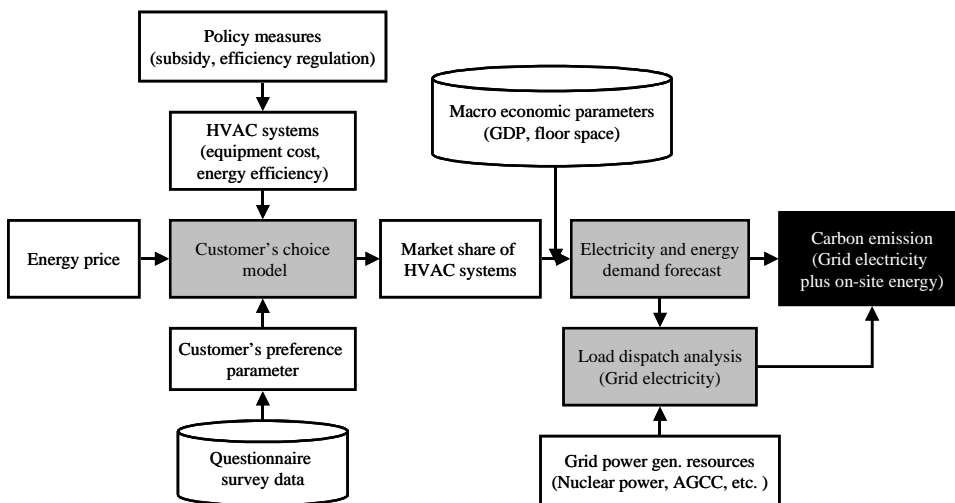 Policy measures
(subsidy, efficiency regulation)
HVAC systems
(equipment cost,
energy efficiency)
Macro economic parameters
(GDP, floor space)
Energy price
Customer's choice
model
Market share of
HVAC systems
Electricity and energy
demand forecast
Carbon emission
(Grid electricity
plus on-site energy)
Customer's preference
parameter
Load dispatch analysis
(Grid electricity)
Questionnaire
survey data
Grid power gen. resources
(Nuclear power, AGCC, etc. )